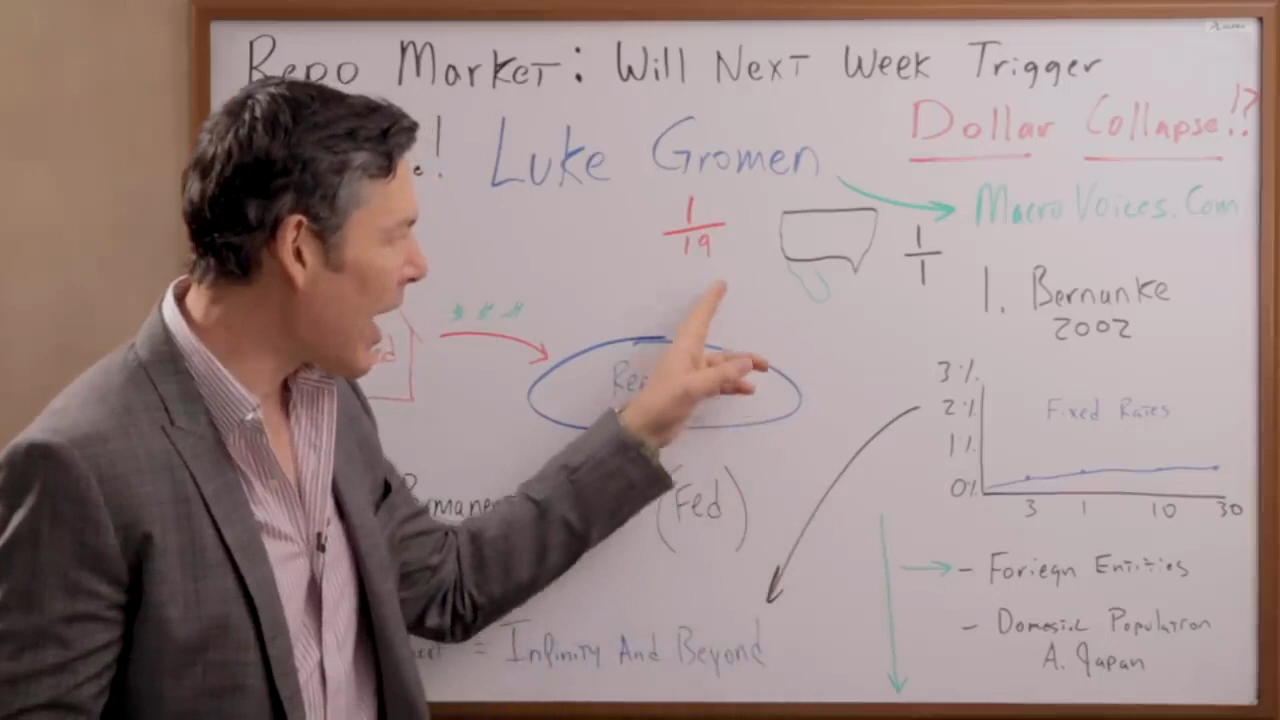 Repo Market: Will Next Week Trigger
Dollar Collapse!?
! Luke Gromen
MacroVoices.Com
1
19
1
1
$ $ $
1. Bernanke
2002
3%
2%
1%
0%
Fixed Rates
3 1 10 30
(Fed)
- Foriegn Entities
- Domestic Population
A. Japan
= Infinity And Beyond